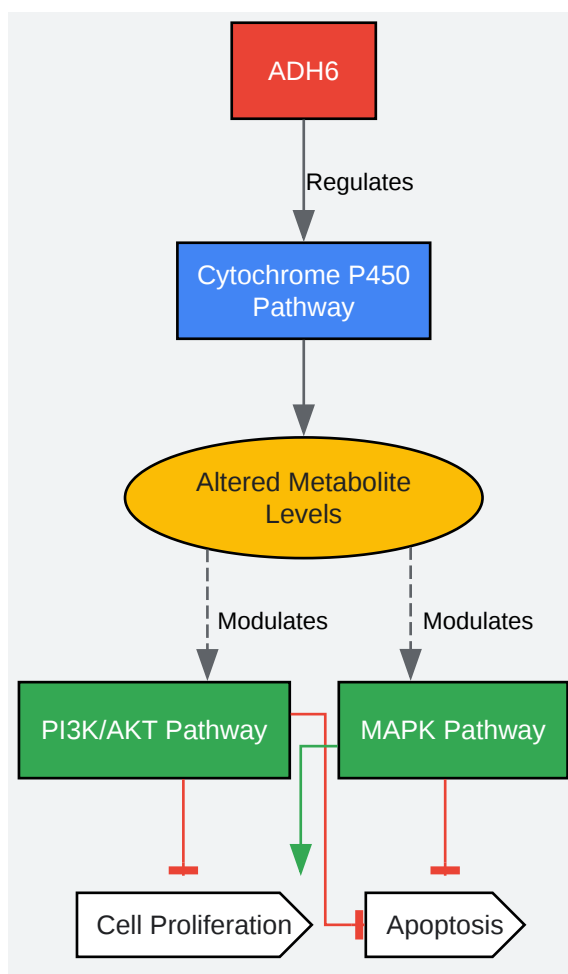 ADH6
Regulates
Cytochrome P450
Pathway
Altered Metabolite
Levels
Modulates
Modulates
PI3K/AKT Pathway
MAPK Pathway
Cell Proliferation
Apoptosis